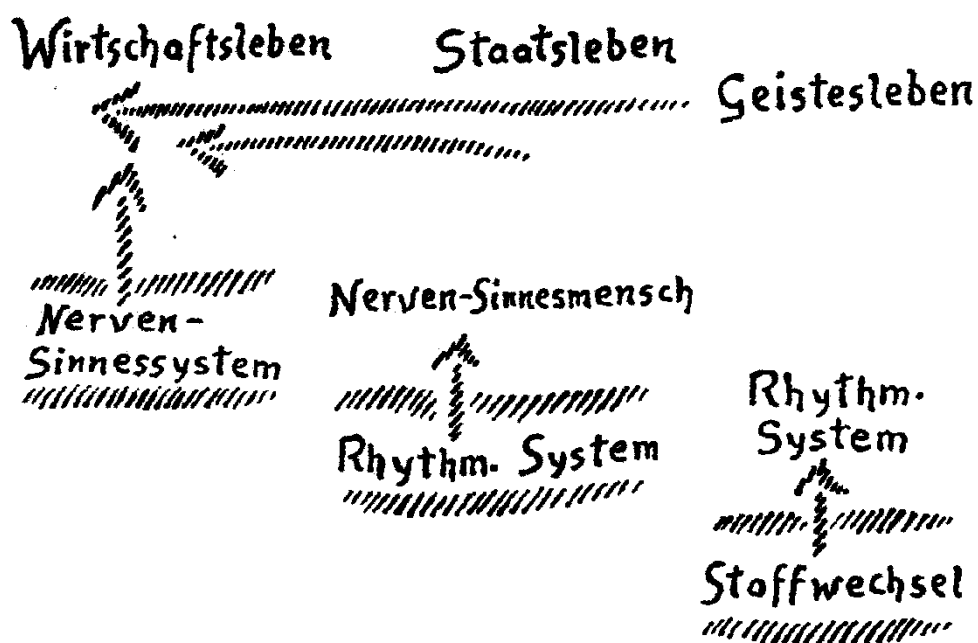 Wirtschaftsleben
Staatsleben
Geistesleben
Nerven-
Sinnessystem
Nerven-Sinnesmensch
Rhythm. System
Rhythm.
System
Stoffwechsel